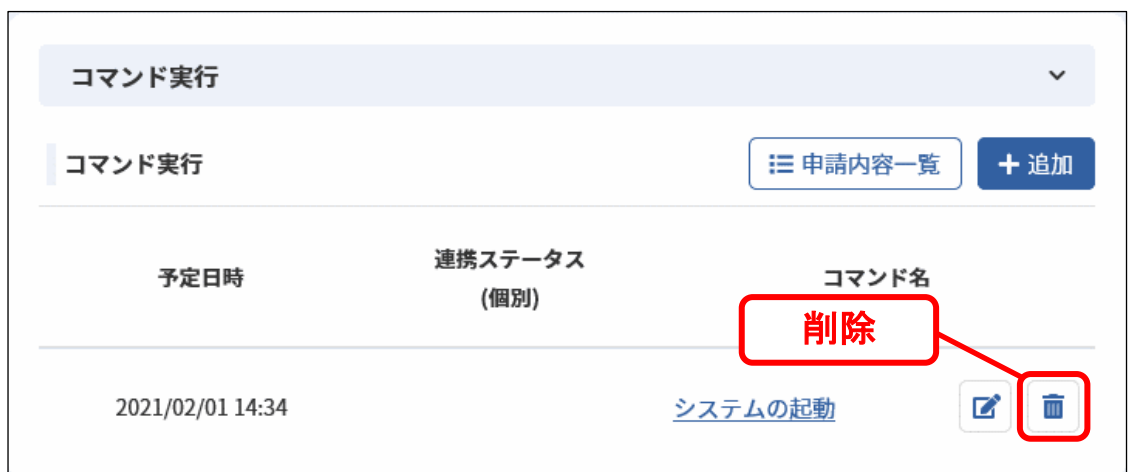 コマンド実行
コマンド実行
申請内容一覧
追加
予定日時
連携ステータス
(個別)
コマンド名
削除
2021/02/01 14:34
システムの起動